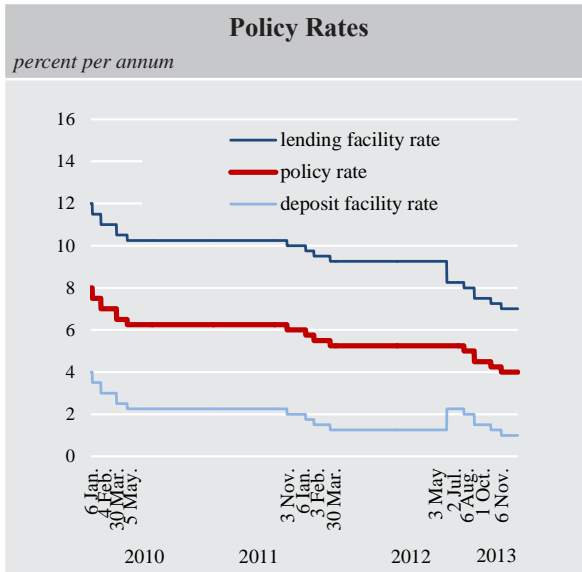 Policy Rates
percent per annum
16
14
12
10
8
6
4
2
0
lending facility rate
policy rate
deposit facility rate
6 Jan.
4 Feb.
30 Mar.
5 May.
3 Nov.
6 Jan.
3 Feb.
30 Mar.
3 May
2 Jul.
6 Aug.
1 Oct.
6 Nov.
2010
2011
2012
2013